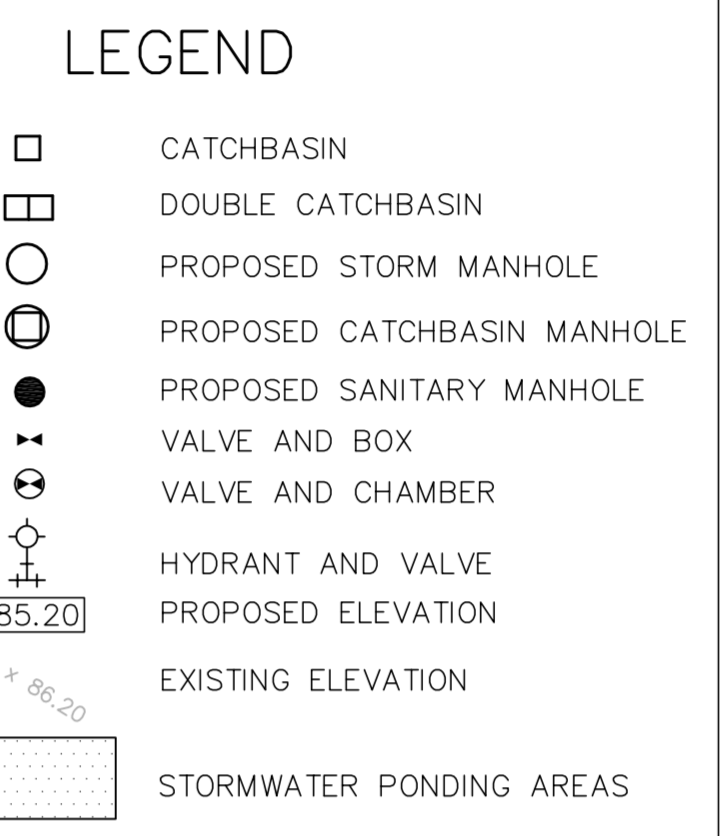 LEGEND
CATCHBASIN
DOUBLE CATCHBASIN
PROPOSED STORM MANHOLE
PROPOSED CATCHBASIN MANHOLE
PROPOSED SANITARY MANHOLE
VALVE AND BOX
VALVE AND CHAMBER
HYDRANT AND VALVE
85.20 PROPOSED ELEVATION
× 86.20 EXISTING ELEVATION
STORMWATER PONDING AREAS